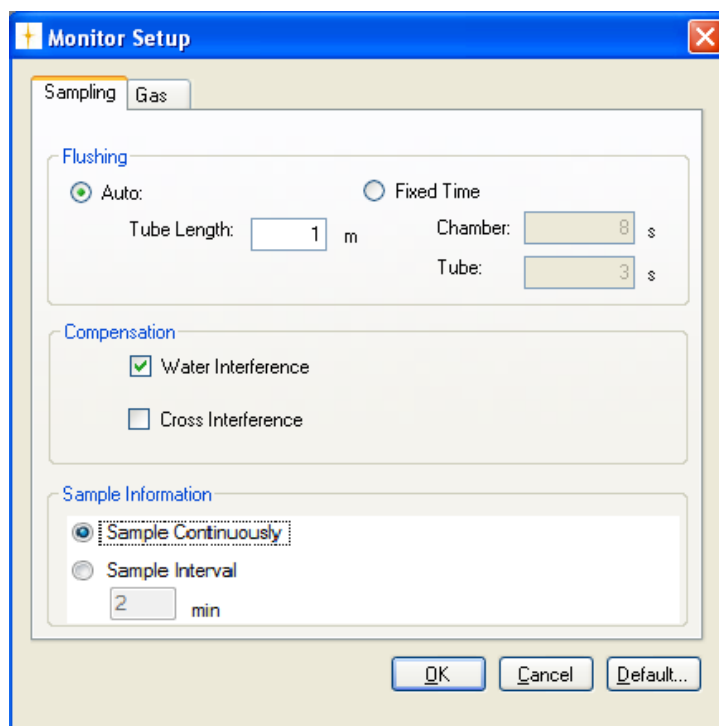 Monitor Setup
Sampling Gas
Flushing
Auto: Fixed Time
Tube Length: 1 m Chamber: 8 s
Tube: 3 s
Compensation
Water Interference
Cross Interference
Sample Information
Sample Continuously
Sample Interval
2 min
OK Cancel Default...